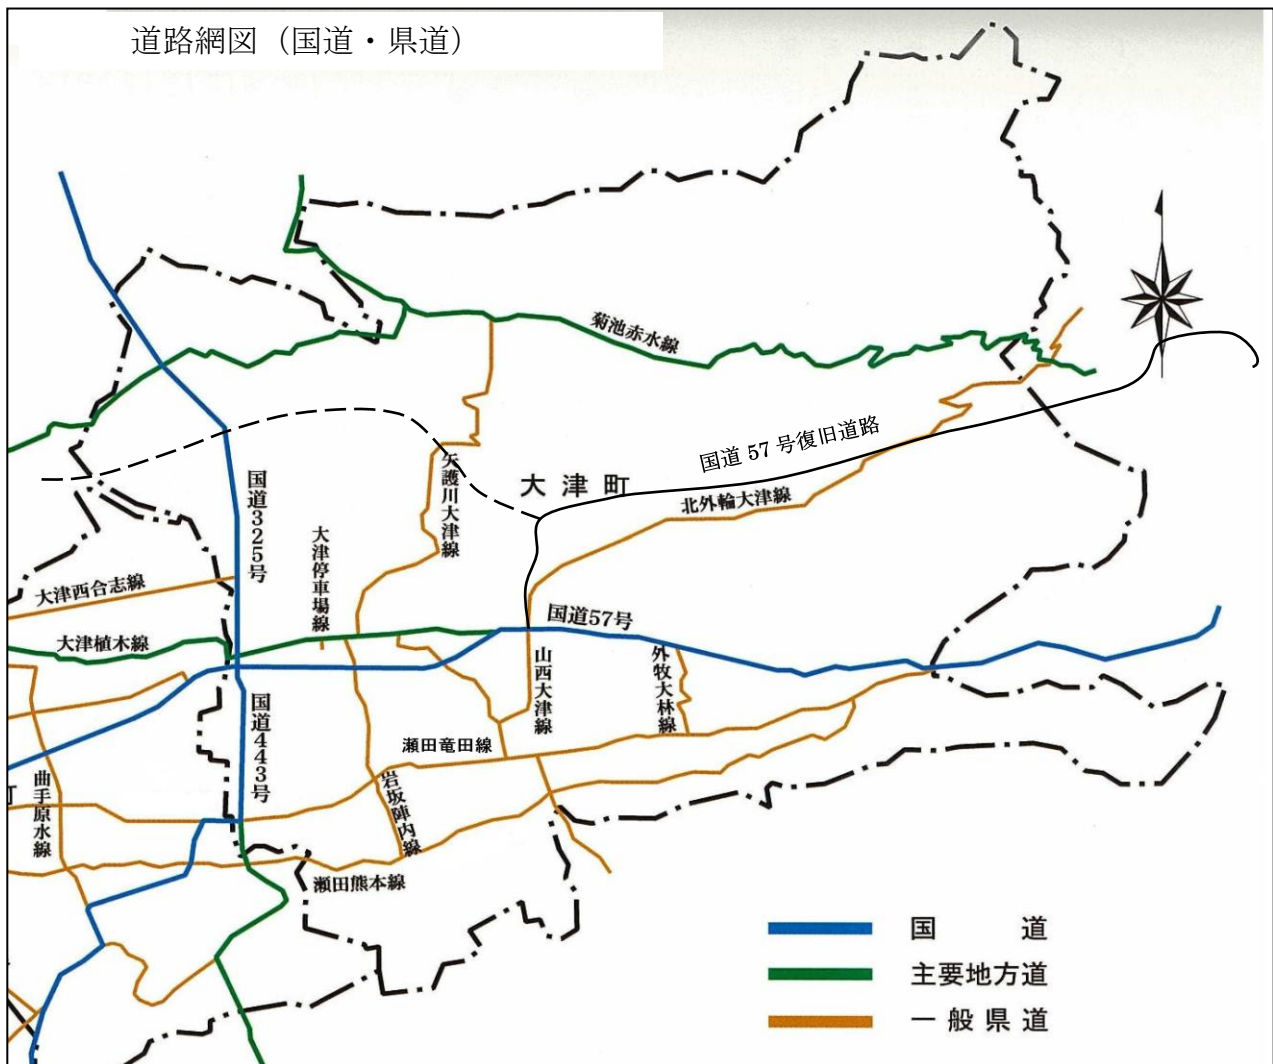 道路網図（国道・県道）
菊池赤水線
国道57号復旧道路
大津町
北外輪大津線
矢護川大津線
国道325号
大津停車場線
大津西合志線
大津植木線
国道57号
山西大津線
外牧大林線
国道443号
瀬田竜田線
岩坂陣内線
曲手原水線
瀬田熊本線
国道
主要地方道
一般県道